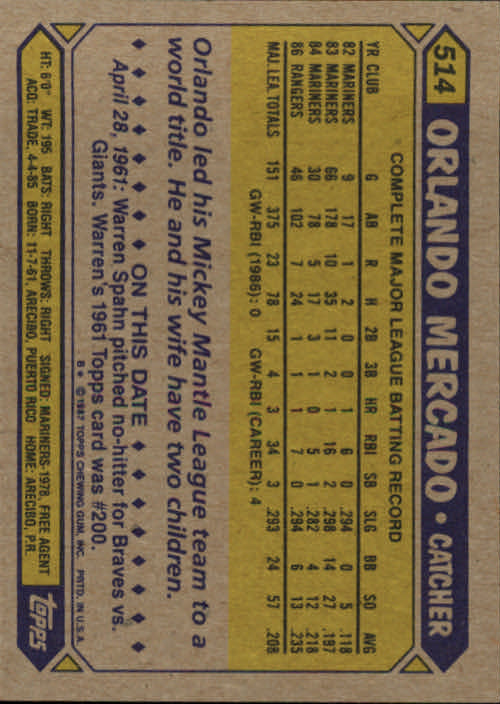 514 ORLANDO MERCADO • CATCHER
COMPLETE MAJOR LEAGUE BATTING RECORD
YR CLUB G AB R H 2B 3B HR RBI SB SLG BB SO AVG
82 MARINERS 9 17 1 2 0 0 1 6 0 .294 0 5 .118
83 MARINERS 66 178 10 35 11 2 1 16 2 .298 14 27 .197
84 MARINERS 30 78 5 17 3 1 0 5 1 .282 4 12 .218
86 RANGERS 46 102 7 24 1 1 1 7 0 .294 6 13 .235
MAJ. LEA. TOTALS 151 375 23 78 15 4 3 34 3 .293 24 57 .208
GW-RBI (1986): 0 GW-RBI (CAREER): 4
Orlando led his Mickey Mantle League team to a
world title. He and his wife have two children.
♦ ♦ ♦ ♦ ♦ ♦ ON THIS DATE ♦ ♦ ♦ ♦ ♦ ♦
April 28, 1961: Warren Spahn pitched no-hitter for Braves vs.
Giants. Warren's 1961 Topps card was #200.
B * © 1987 TOPPS CHEWING GUM, INC. PRTD. IN U.S.A.
HT: 6'0" WT: 195 BATS: RIGHT THROWS: RIGHT SIGNED: MARINERS-1978, FREE AGENT
ACQ: TRADE, 4-4-85 BORN: 11-7-61, ARECIBO, PUERTO RICO HOME: ARECIBO, P.R.
topps